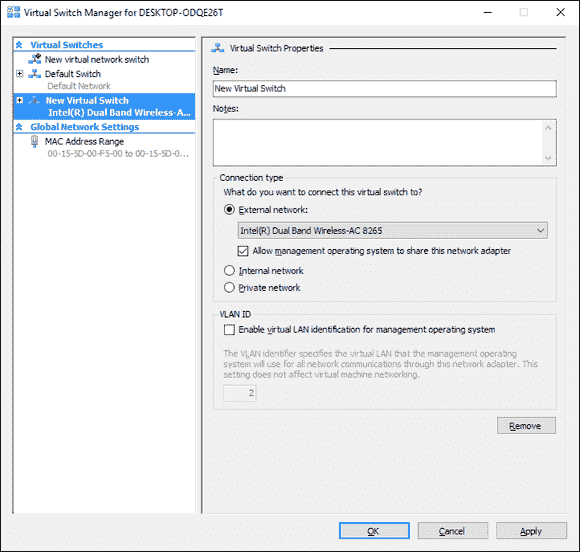 Virtual Switch Manager for DESKTOP-ODQE26T
Virtual Switches
New virtual network switch
Default Switch
Default Network
New Virtual Switch
Intel(R) Dual Band Wireless-A...
Global Network Settings
MAC Address Range
00-15-5D-00-F5-00 to 00-15-5D-0...
Virtual Switch Properties
Name:
New Virtual Switch
Notes:
Connection type
What do you want to connect this virtual switch to?
External network:
Intel(R) Dual Band Wireless-AC 8265
Allow management operating system to share this network adapter
Internal network
Private network
VLAN ID
Enable virtual LAN identification for management operating system
The VLAN identifier specifies the virtual LAN that the management operating
system will use for all network communications through this network adapter. This
setting does not affect virtual machine networking.
2
Remove
OK
Cancel
Apply